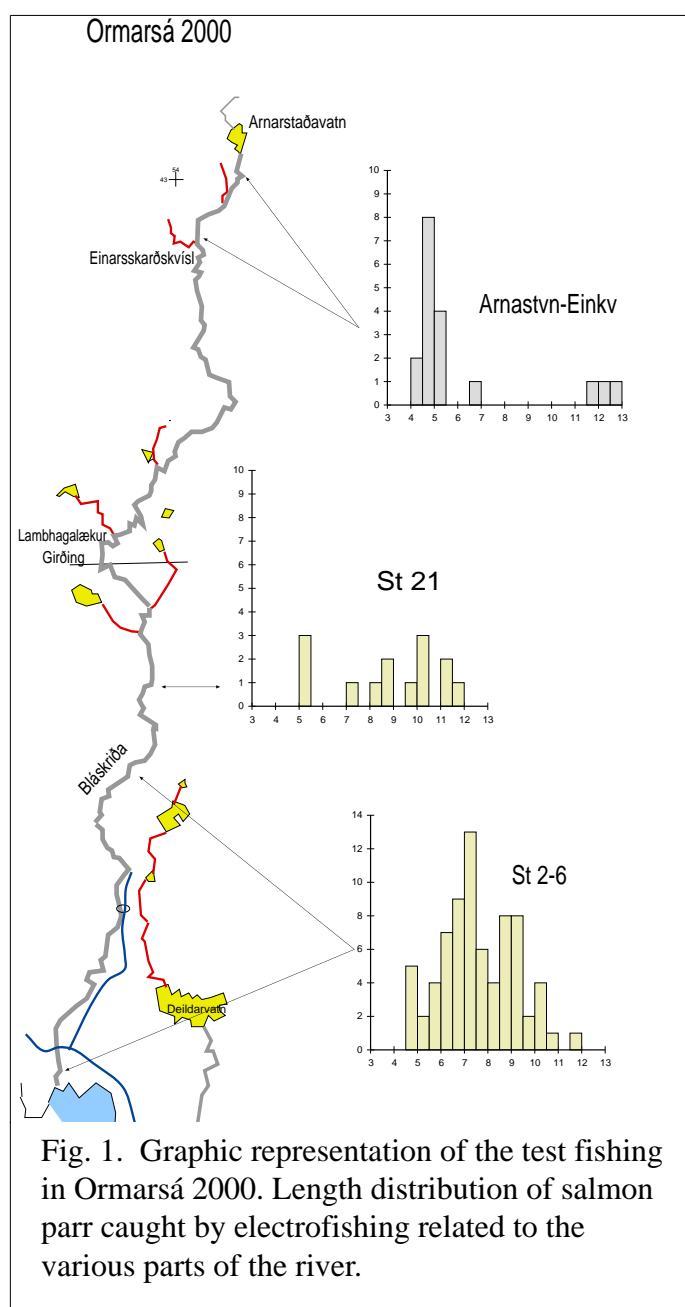 Ormarsá 2000
Arnarstaðavatn
54
43
Einarsskarðskvísl
10
9
8
7
6
5
4
3
2
1
0
Arnastvn-Einkv
3 4 5 6 7 8 9 10 11 12 13
Lambhagalækur
Girðing
10
9
8
7
6
5
4
3
2
1
0
St 21
3 4 5 6 7 8 9 10 11 12 13
Bláskriða
14
12
10
8
6
4
2
0
St 2-6
3 4 5 6 7 8 9 10 11 12 13
Deildarvatn
Fig. 1. Graphic representation of the test fishing
in Ormarsá 2000. Length distribution of salmon
parr caught by electrofishing related to the
various parts of the river.